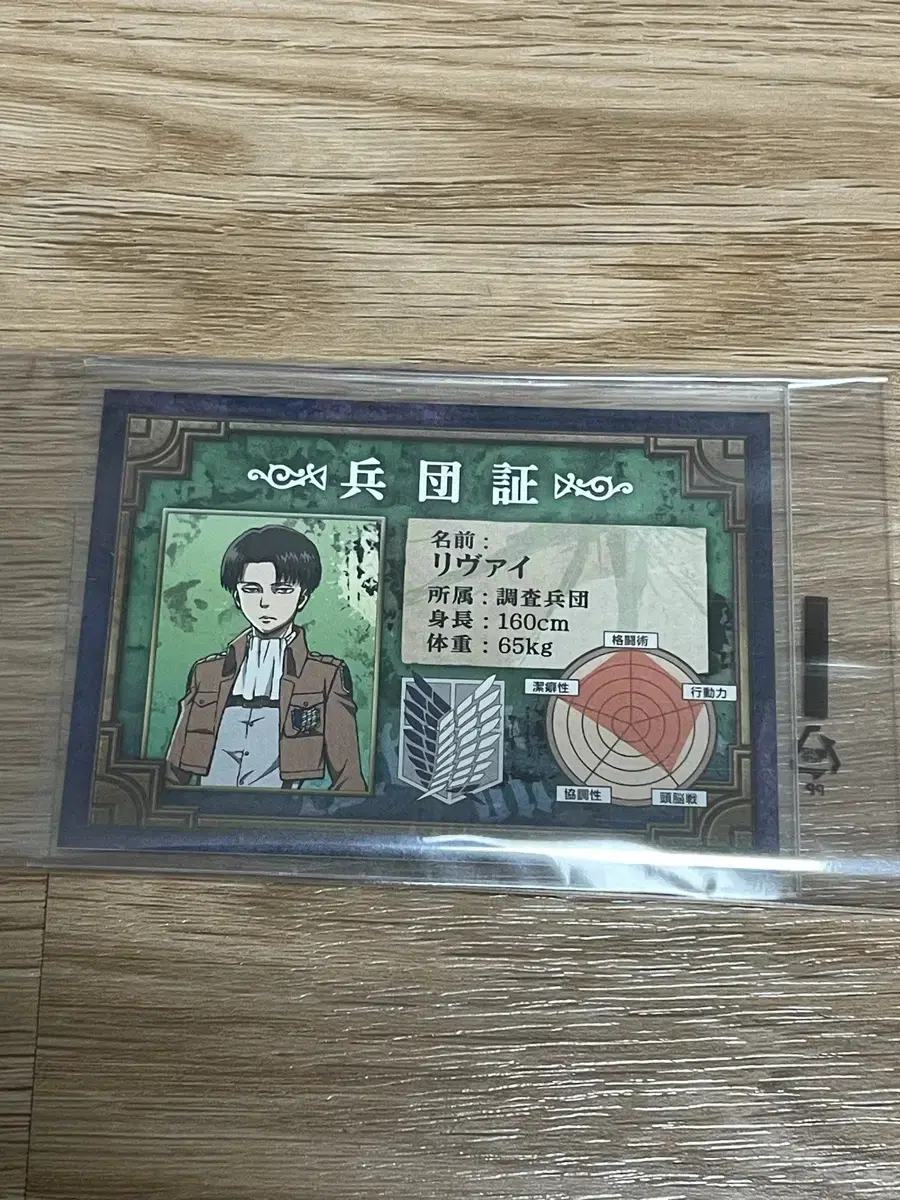 兵団証
名前：
リヴァイ
所属：調査兵団
身長：160cm
体重：65kg
格闘術
潔癖性
行動力
協調性
頭脳戦
PP